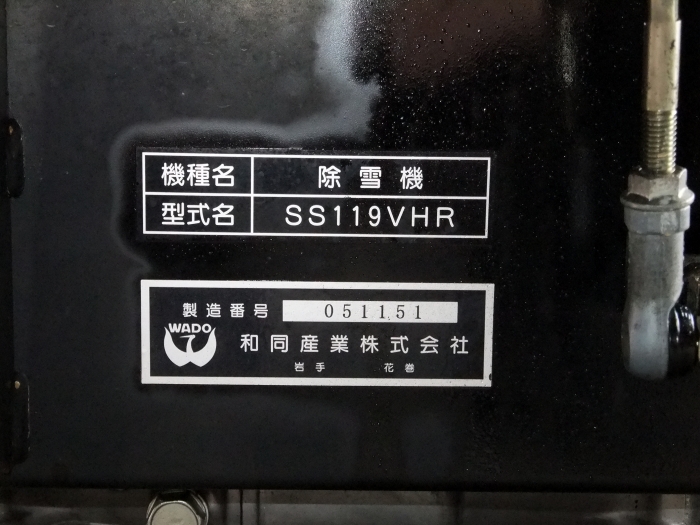 機種名 除雪機
型式名 SS119VHR
製造番号 051151
WADO
和同産業株式会社
岩手 花巻